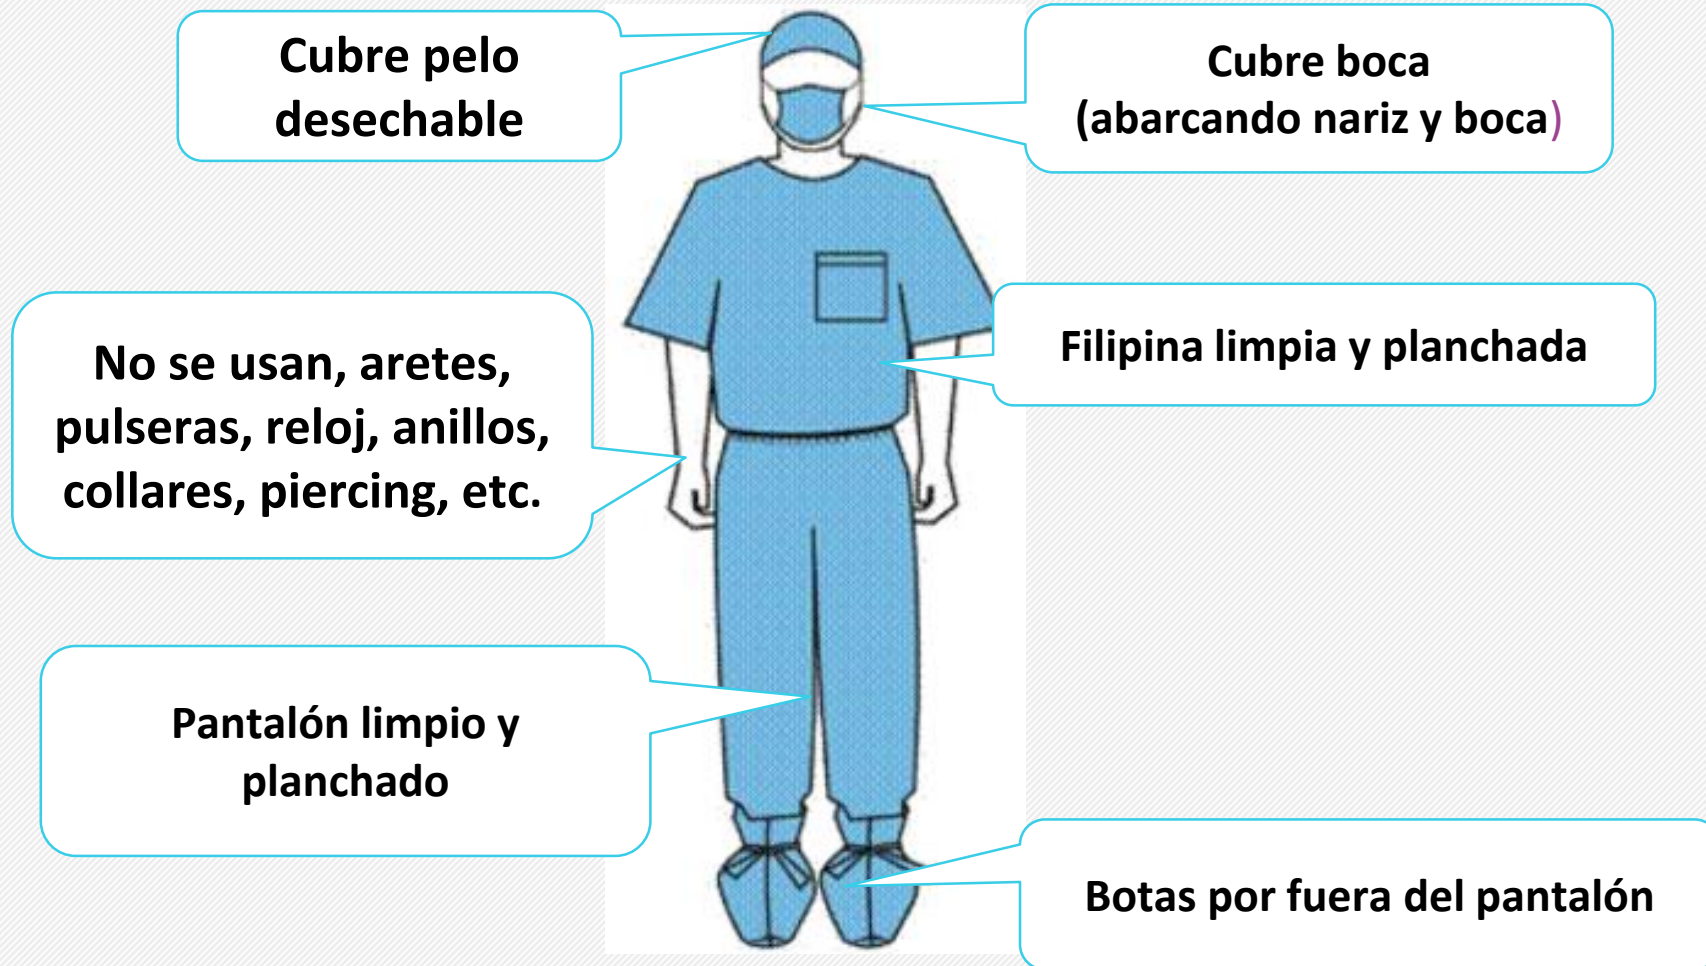 Cubre pelo
desechable
Cubre boca
(abarcando nariz y boca)
No se usan, aretes,
pulseras, reloj, anillos,
collares, piercing, etc.
Filipina limpia y planchada
Pantalón limpio y
planchado
Botas por fuera del pantalón